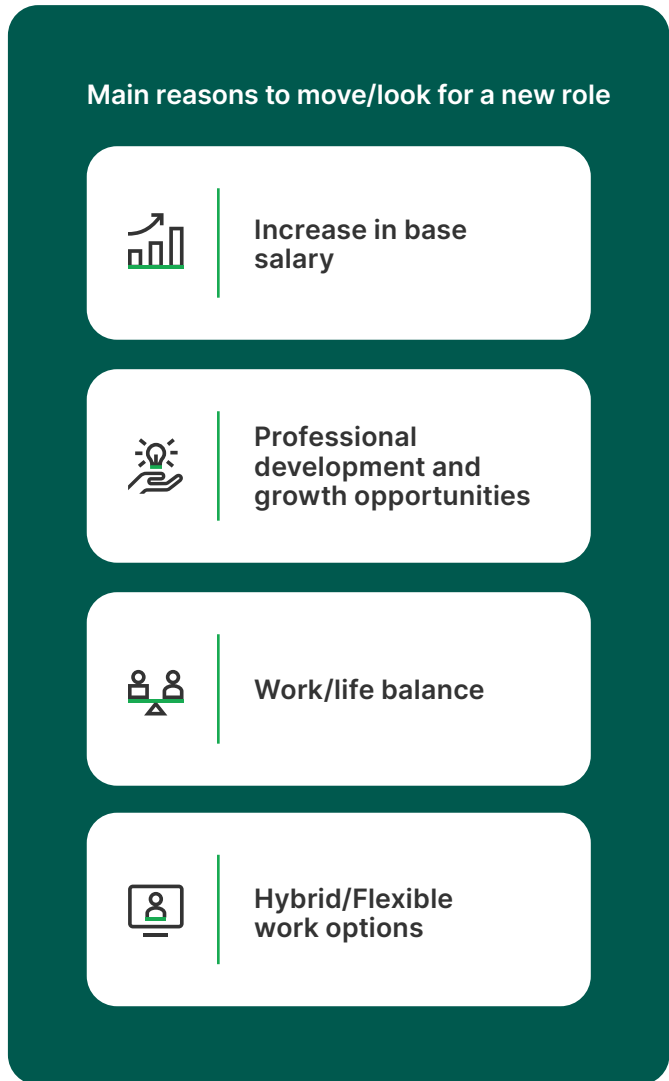 Main reasons to move/look for a new role
Increase in base
salary
Professional
development and
growth opportunities
Work/life balance
Hybrid/Flexible
work options